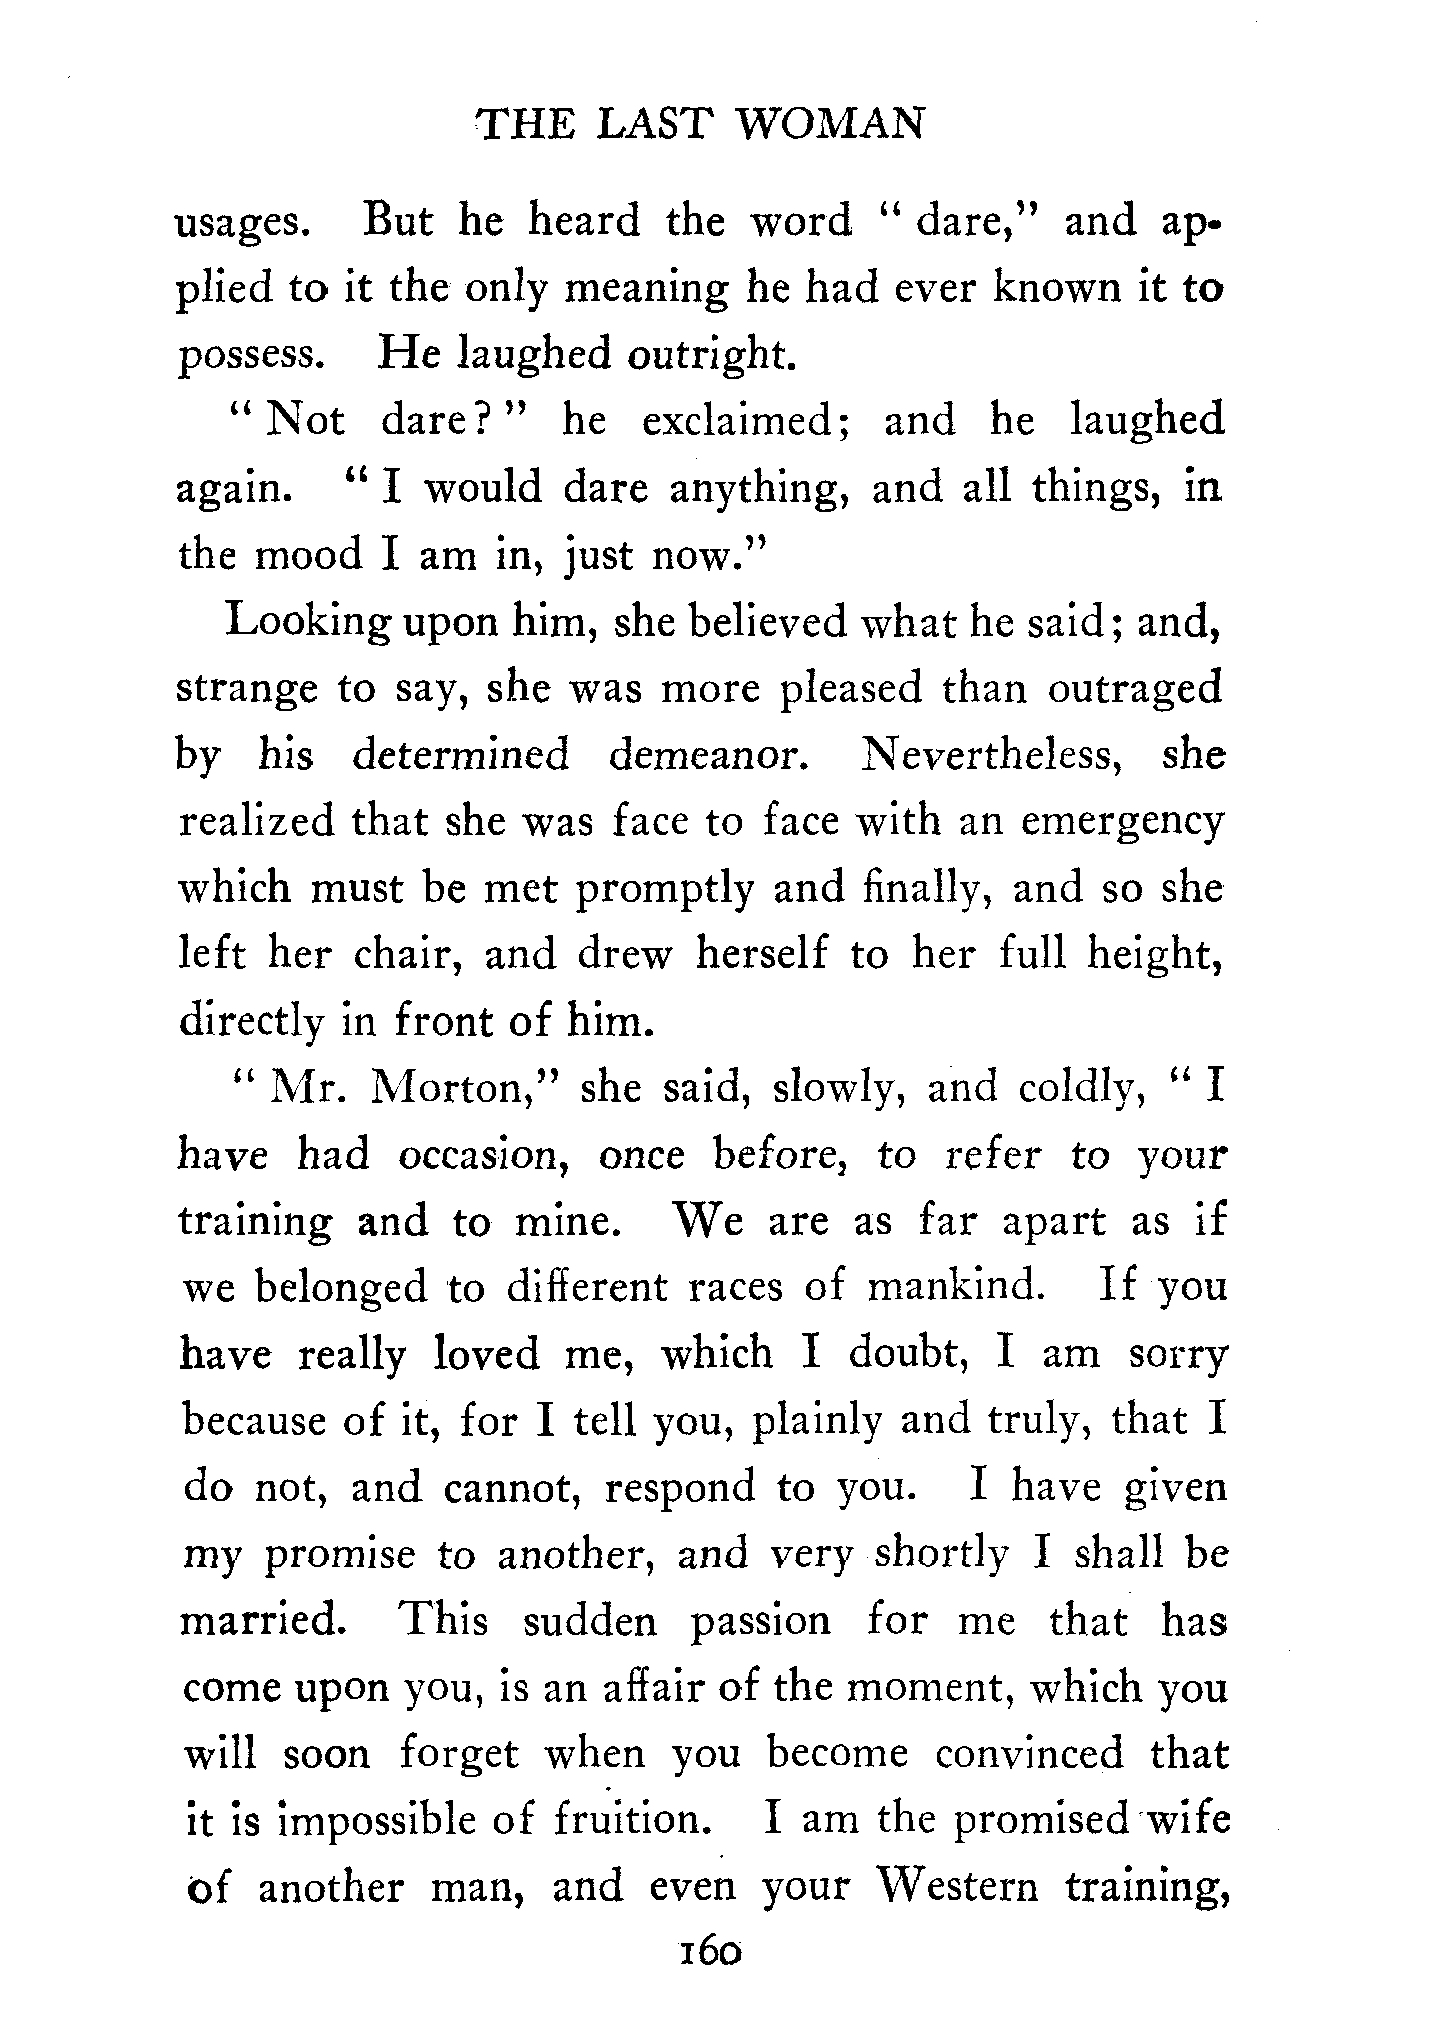 THE LAST WOMAN
usages. But he heard the word " dare," and ap-
plied to it the only meaning he had ever known it to
possess. He laughed outright.
" Not dare? " he exclaimed; and he laughed
again. " I would dare anything, and all things, in
the mood I am in, just now."
Looking upon him, she believed what he said; and,
strange to say, she was more pleased than outraged
by his determined demeanor. Nevertheless, she
realized that she was face to face with an emergency
which must be met promptly and finally, and so she
left her chair, and drew herself to her full height,
directly in front of him.
" Mr. Morton," she said, slowly, and coldly, " I
have had occasion, once before, to refer to your
training and to mine. We are as far apart as if
we belonged to different races of mankind. If you
have really loved me, which I doubt, I am sorry
because of it, for I tell you, plainly and truly, that I
do not, and cannot, respond to you. I have given
my promise to another, and very shortly I shall be
married. This sudden passion for me that has
come upon you, is an affair of the moment, which you
will soon forget when you become convinced that
it is impossible of fruition. I am the promised wife
of another man, and even your Western training,
160